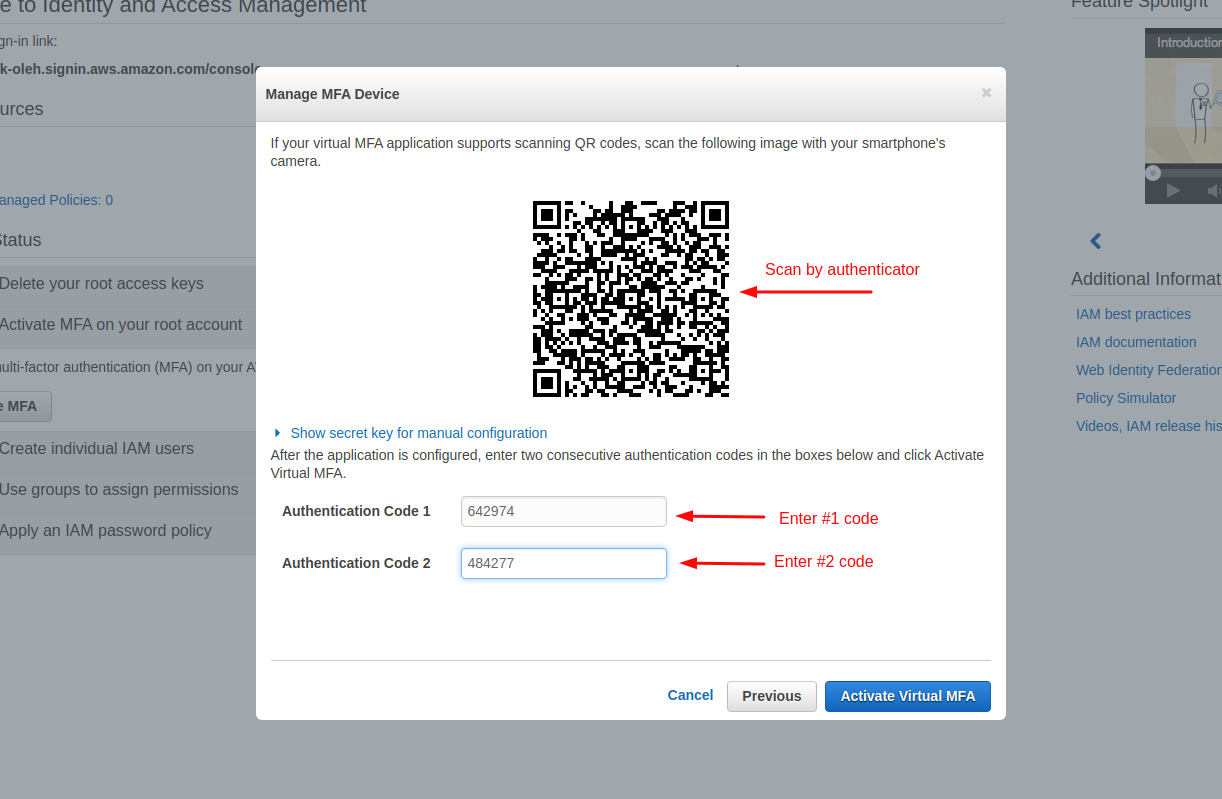 e to Identity and Access Management
Feature Spotlight
gn-in link:
Introduction
k-oleh.signin.aws.amazon.com/console
Manage MFA Device
urces
If your virtual MFA application supports scanning QR codes, scan the following image with your smartphone's
camera.
anaged Policies: 0
Status
Scan by authenticator
Delete your root access keys
Additional Informat
Activate MFA on your root account
IAM best practices
IAM documentation
ulti-factor authentication (MFA) on your A
Web Identity Federation
e MFA
Policy Simulator
Videos, IAM release his
Show secret key for manual configuration
Create individual IAM users
After the application is configured, enter two consecutive authentication codes in the boxes below and click Activate
Virtual MFA.
Use groups to assign permissions
Authentication Code 1 642974 Enter #1 code
Apply an IAM password policy
Authentication Code 2 484277 Enter #2 code
Cancel Previous Activate Virtual MFA